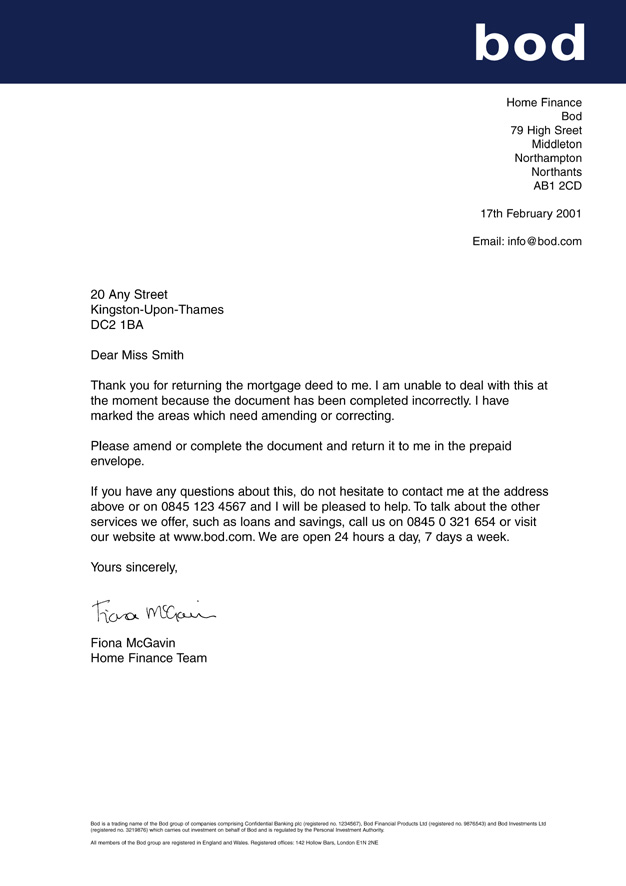 bod
Home Finance
Bod
79 High Sreet
Middleton
Northampton
Northants
AB1 2CD
17th February 2001
Email: info@bod.com
20 Any Street
Kingston-Upon-Thames
DC2 1BA
Dear Miss Smith
Thank you for returning the mortgage deed to me. I am unable to deal with this at
the moment because the document has been completed incorrectly. I have
marked the areas which need amending or correcting.
Please amend or complete the document and return it to me in the prepaid
envelope.
If you have any questions about this, do not hesitate to contact me at the address
above or on 0845 123 4567 and I will be pleased to help. To talk about the other
services we offer, such as loans and savings, call us on 0845 0 321 654 or visit
our website at www.bod.com. We are open 24 hours a day, 7 days a week.
Yours sincerely,
Fiona McGavin
Fiona McGavin
Home Finance Team
Bod is a trading name of the Bod group of companies comprising Confidential Banking plc (registered no. 1234567), Bod Financial Products Ltd (registered no. 9876543) and Bod Investments Ltd
(registered no. 3219876) which carries out investment on behalf of Bod and is regulated by the Personal Investment Authority.
All members of the Bod group are registered in England and Wales. Registered offices: 142 Hollow Bars, London E1N 2NE